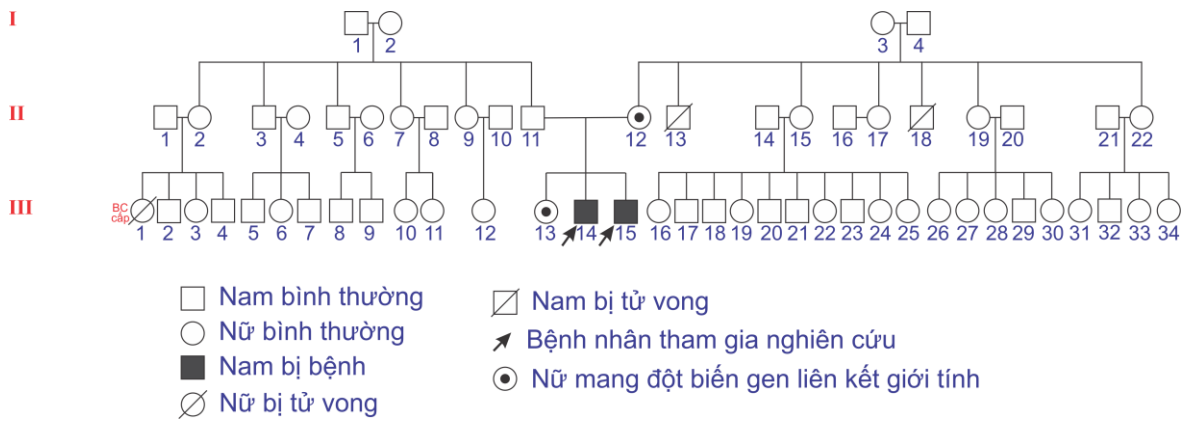 I
1 2 3 4
II
1 2 3 4 5 6 7 8 9 10 11 12 13 14 15 16 17 18 19 20 21 22
BC
cấp
III
1 2 3 4 5 6 7 8 9 10 11 12 13 14 15 16 17 18 19 20 21 22 23 24 25 26 27 28 29 30 31 32 33 34
Nam bình thường
Nữ bình thường
Nam bị bệnh
Nữ bị tử vong
Nam bị tử vong
Bệnh nhân tham gia nghiên cứu
Nữ mang đột biến gen liên kết giới tính